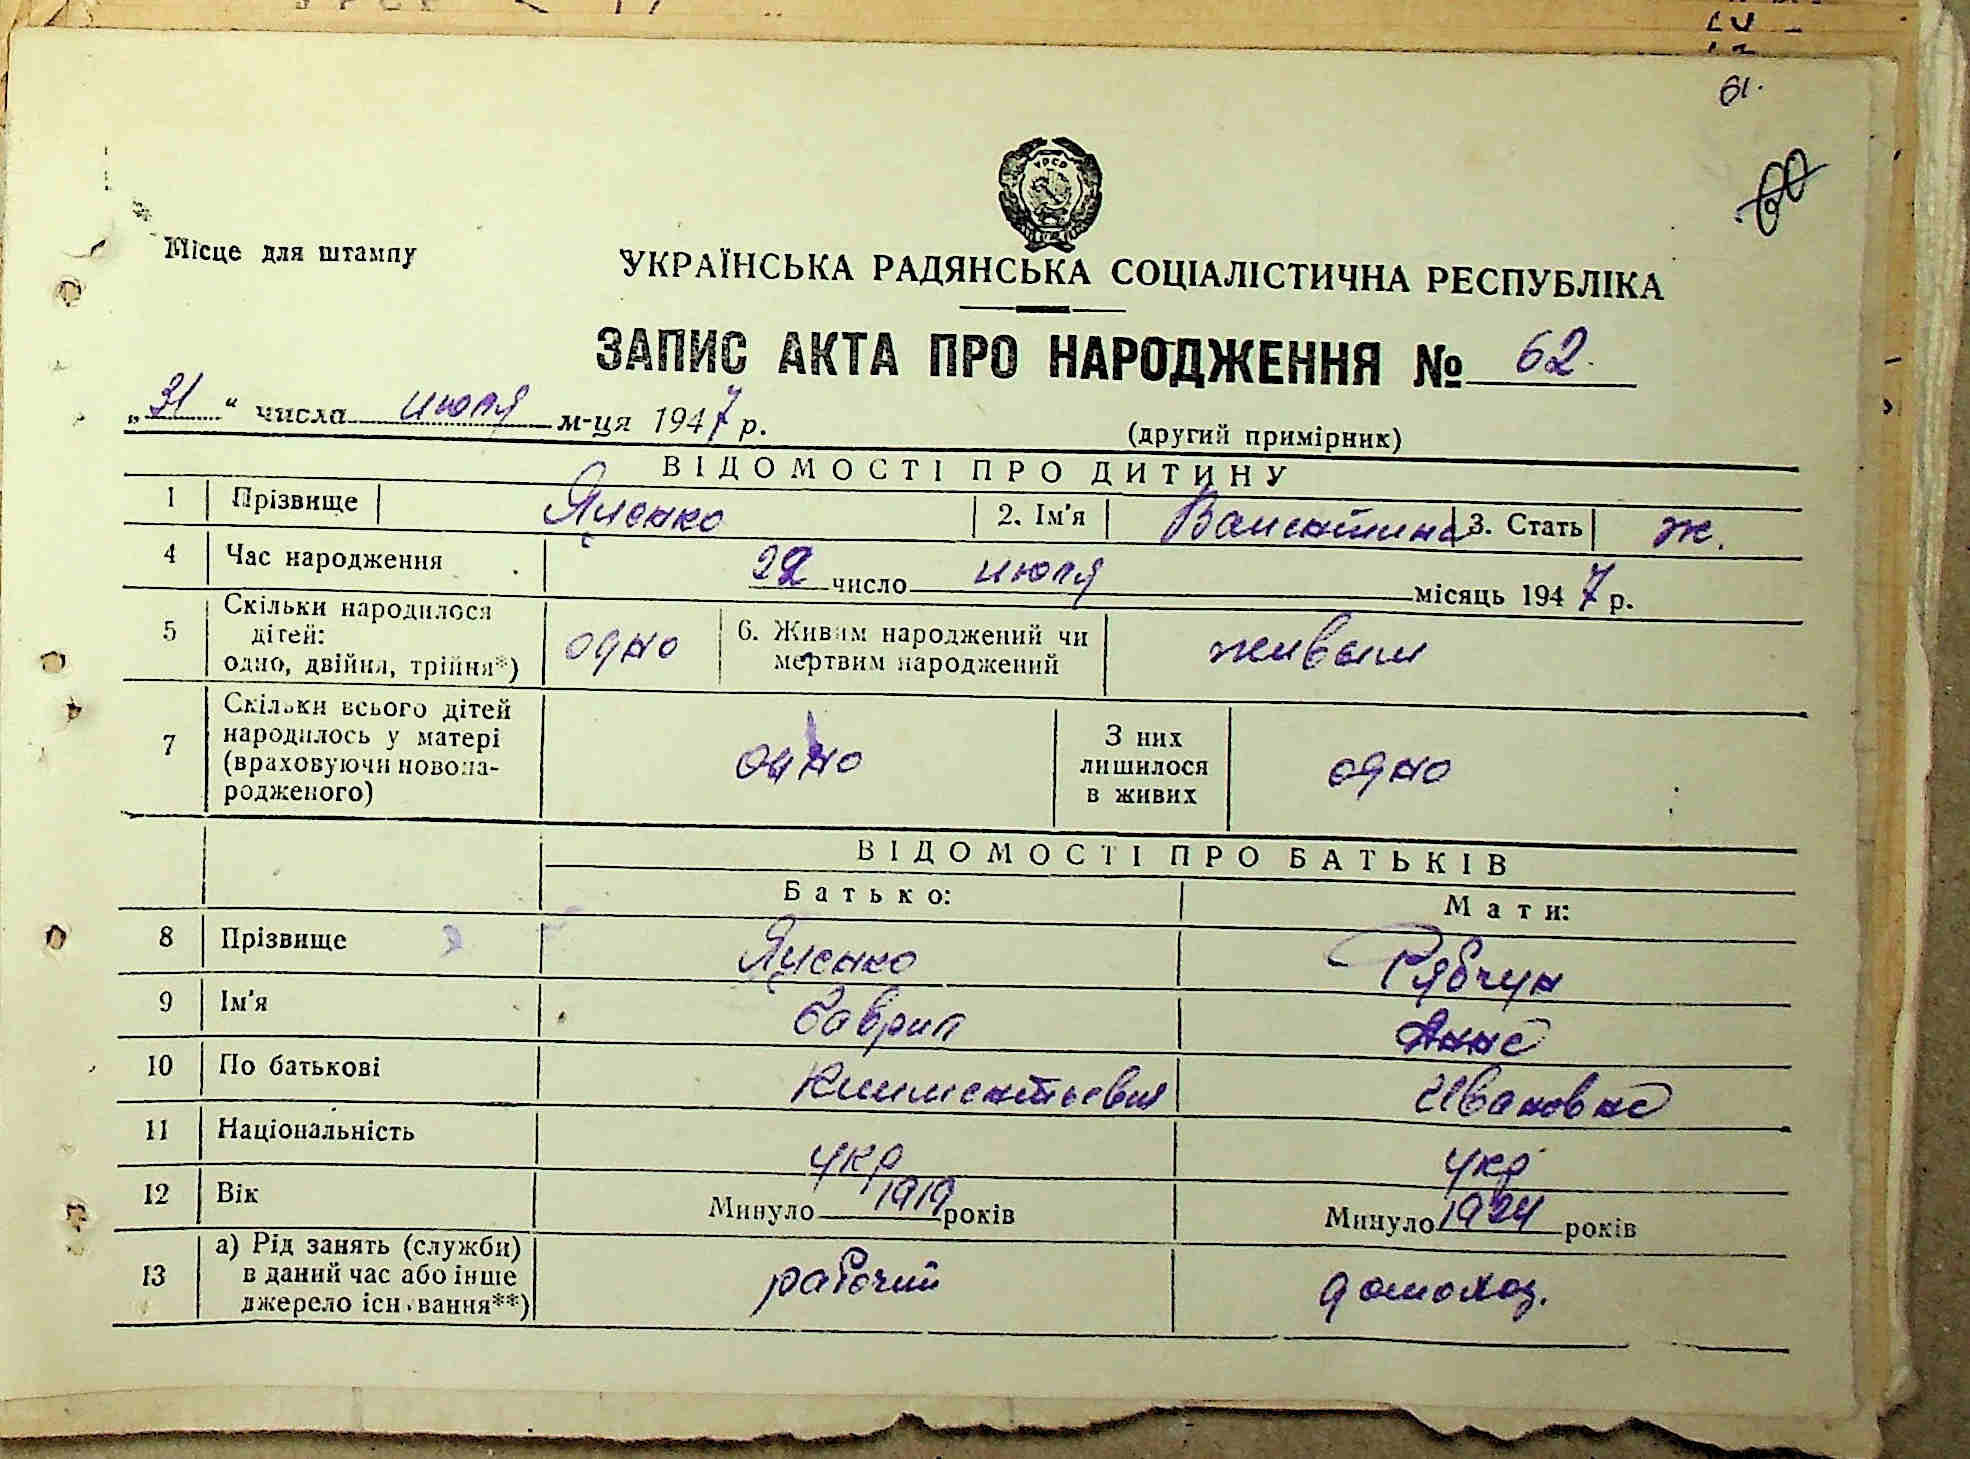 61.
60
УРСР
Місце для штампу
УКРАЇНСЬКА РАДЯНСЬКА СОЦІАЛІСТИЧНА РЕСПУБЛІКА
ЗАПИС АКТА ПРО НАРОДЖЕННЯ № 62.
„31“ числа июля м-ця 1947 р.
(другий примірник)
ВІДОМОСТІ ПРО ДИТИНУ
1 Прізвище Яценко 2. Ім'я Валентина 3. Стать ж.
4 Час народження 22 число июля місяць 1947 р.
5 Скільки народилося дітей: одно, двійня, трійня*) одно 6. Живим народжений чи мертвим народжений живым
7 Скільки всього дітей народилось у матері (враховуючи новонародженого) одно З них лишилося в живих одно
ВІДОМОСТІ ПРО БАТЬКІВ
Батько: Мати:
8 Прізвище Яценко Рябчун
9 Ім'я Гаврил Анна
10 По батькові Климентьевич Ивановна
11 Національність укр укр
12 Вік Минуло 1919 років Минуло 1924 років
13 а) Рід занять (служби) в даний час або інше джерело існування**) рабочий домохоз.